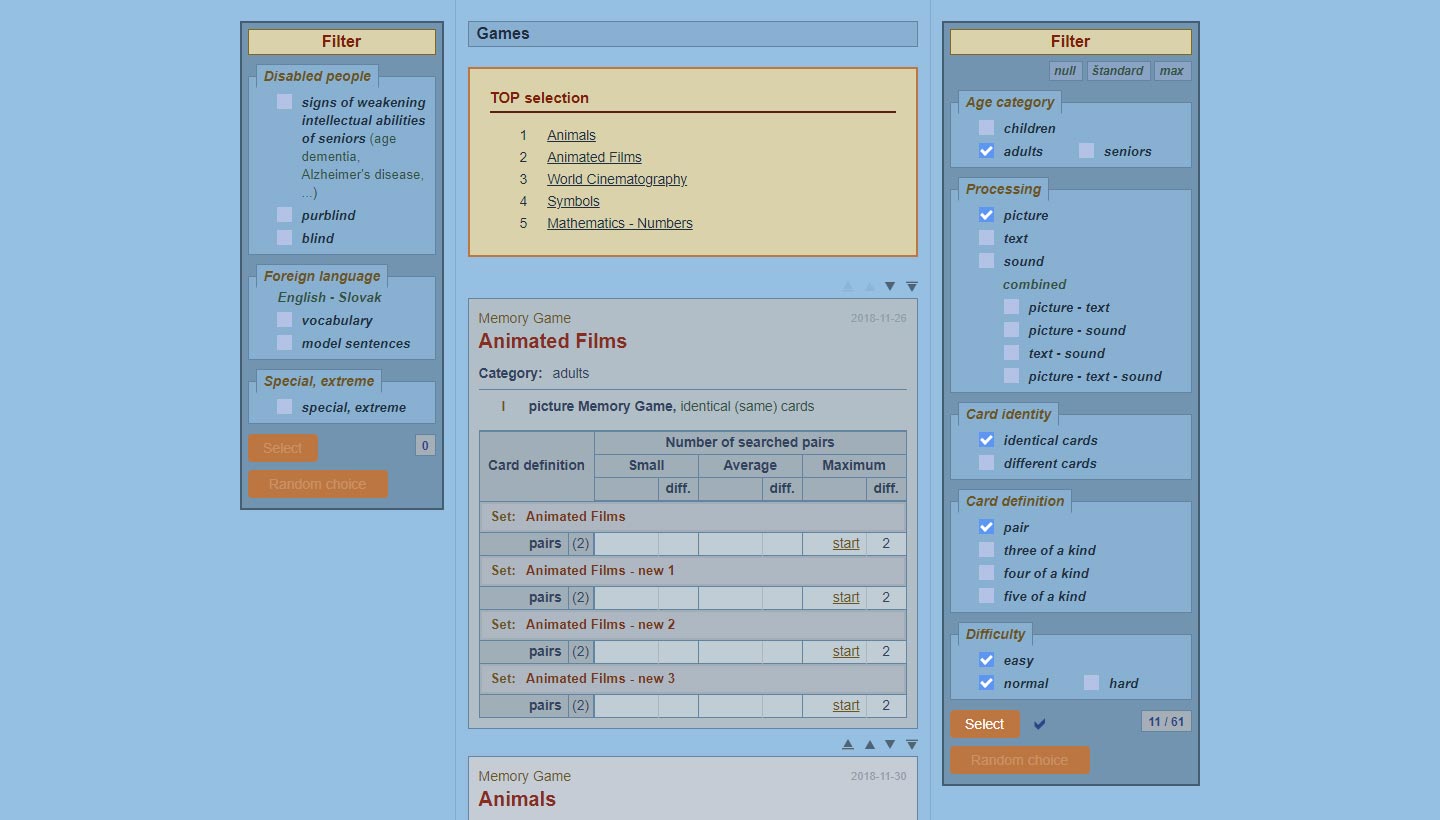 Filter
Disabled people
signs of weakening
intellectual abilities
of seniors (age
dementia,
Alzheimer's disease,
...)
purblind
blind
Foreign language
English - Slovak
vocabulary
model sentences
Special, extreme
special, extreme
Select 0
Random choice
Games
TOP selection
1 Animals
2 Animated Films
3 World Cinematography
4 Symbols
5 Mathematics - Numbers
Memory Game 2018-11-26
Animated Films
Category: adults
I picture Memory Game, identical (same) cards
Number of searched pairs
Card definition Small Average Maximum
diff. diff. diff.
Set: Animated Films
pairs (2) start 2
Set: Animated Films - new 1
pairs (2) start 2
Set: Animated Films - new 2
pairs (2) start 2
Set: Animated Films - new 3
pairs (2) start 2
Memory Game 2018-11-30
Animals
Filter
null štandard max
Age category
children
adults seniors
Processing
picture
text
sound
combined
picture - text
picture - sound
text - sound
picture - text - sound
Card identity
identical cards
different cards
Card definition
pair
three of a kind
four of a kind
five of a kind
Difficulty
easy
normal hard
Select 11 / 61
Random choice